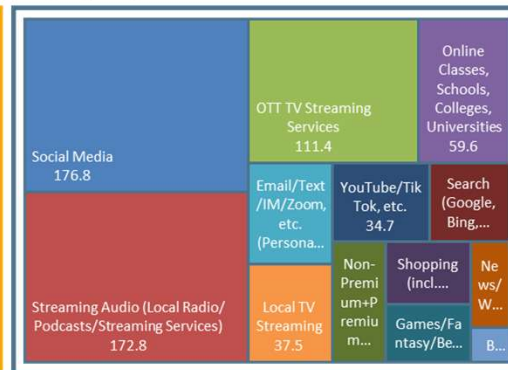 Social Media
176.8
OTT TV Streaming
Services
111.4
Online
Classes,
Schools,
Colleges,
Universities
59.6
Streaming Audio (Local Radio/
Podcasts/Streaming Services)
172.8
Email/Text
/IM/Zoom,
etc.
(Persona...
YouTube/Tik
Tok, etc.
34.7
Search
(Google,
Bing,...
Local TV
Streaming
37.5
Non-
Premi
um+P
remiu
m...
Shopping
(incl....
Games/Fa
ntasy/Be...
Ne
ws/
W...
B...